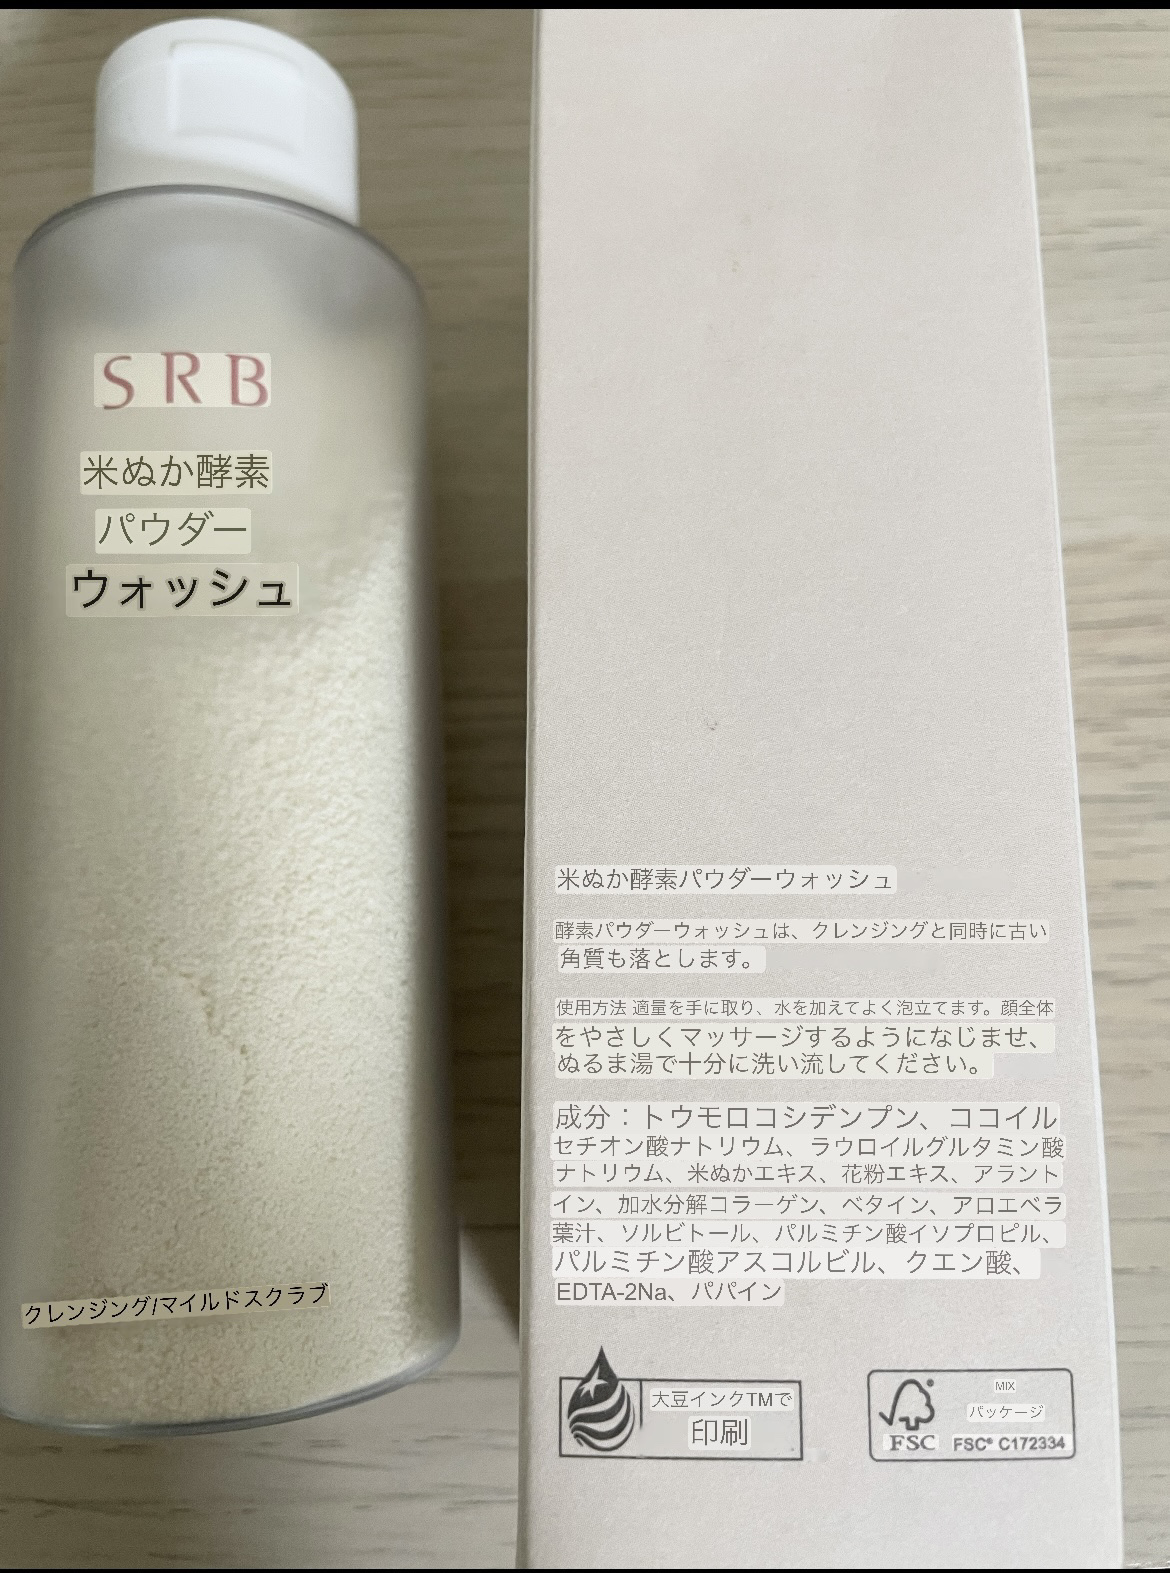 SRB
米ぬか酵素
パウダー
ウォッシュ
クレンジング/マイルドスクラブ
米ぬか酵素パウダーウォッシュ
酵素パウダーウォッシュは、クレンジングと同時に古い
角質も落とします。
使用方法 適量を手に取り、水を加えてよく泡立てます。顔全体
をやさしくマッサージするようになじませ、
ぬるま湯で十分に洗い流してください。
成分：トウモロコシデンプン、ココイル
セチオン酸ナトリウム、ラウロイルグルタミン酸
ナトリウム、米ぬかエキス、花粉エキス、アラント
イン、加水分解コラーゲン、ベタイン、アロエベラ
葉汁、ソルビトール、パルミチン酸イソプロピル、
パルミチン酸アスコルビル、クエン酸、
EDTA-2Na、パパイン
大豆インクTMで
印刷
MIX
パッケージ
FSC
FSC® C172334